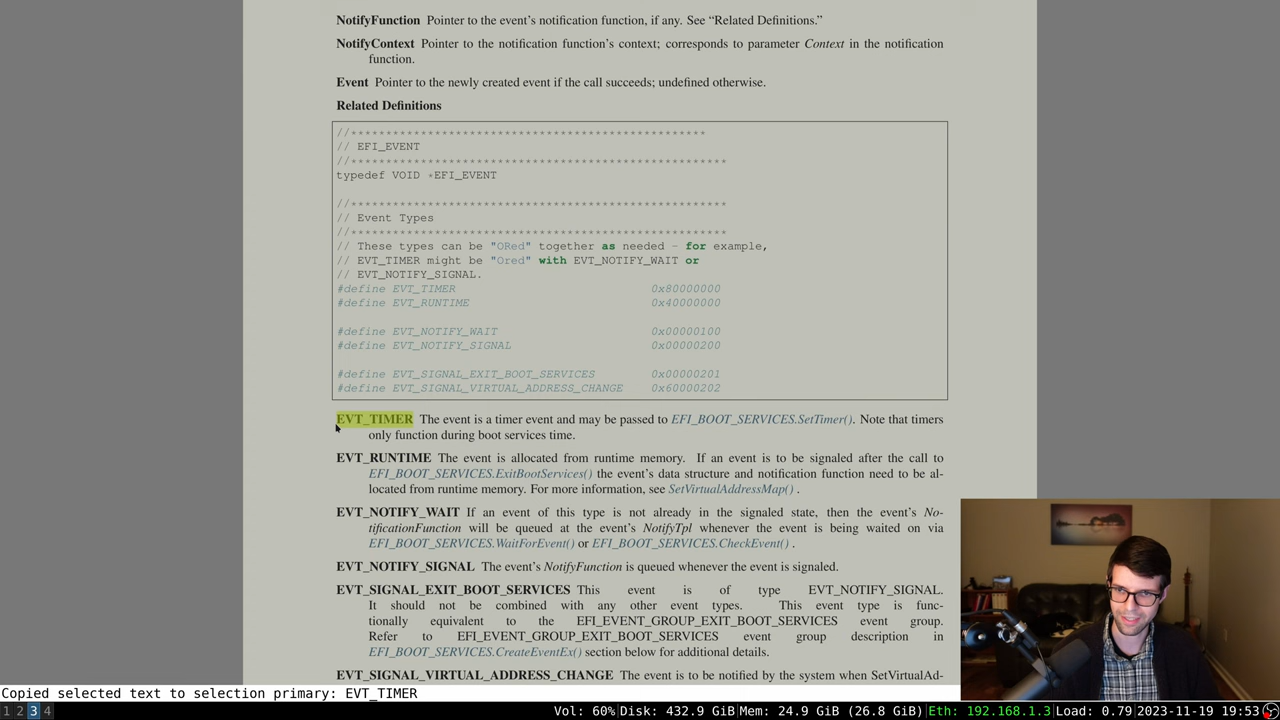 NotifyFunction Pointer to the event's notification function, if any. See “Related Definitions.”
NotifyContext Pointer to the notification function's context; corresponds to parameter Context in the notification
function.
Event Pointer to the newly created event if the call succeeds; undefined otherwise.
Related Definitions
//***************************************************
// EFI_EVENT
//******************************************************
typedef VOID *EFI_EVENT
//******************************************************
// Event Types
//******************************************************
// These types can be "ORed" together as needed – for example,
// EVT_TIMER might be "Ored" with EVT_NOTIFY_WAIT or
// EVT_NOTIFY_SIGNAL.
#define EVT_TIMER 0x80000000
#define EVT_RUNTIME 0x40000000
#define EVT_NOTIFY_WAIT 0x00000100
#define EVT_NOTIFY_SIGNAL 0x00000200
#define EVT_SIGNAL_EXIT_BOOT_SERVICES 0x00000201
#define EVT_SIGNAL_VIRTUAL_ADDRESS_CHANGE 0x60000202
EVT_TIMER The event is a timer event and may be passed to EFI_BOOT_SERVICES.SetTimer(). Note that timers
only function during boot services time.
EVT_RUNTIME The event is allocated from runtime memory. If an event is to be signaled after the call to
EFI_BOOT_SERVICES.ExitBootServices() the event's data structure and notification function need to be al-
located from runtime memory. For more information, see SetVirtualAddressMap() .
EVT_NOTIFY_WAIT If an event of this type is not already in the signaled state, then the event's No-
tificationFunction will be queued at the event's NotifyTpl whenever the event is being waited on via
EFI_BOOT_SERVICES.WaitForEvent() or EFI_BOOT_SERVICES.CheckEvent() .
EVT_NOTIFY_SIGNAL The event's NotifyFunction is queued whenever the event is signaled.
EVT_SIGNAL_EXIT_BOOT_SERVICES This event is of type EVT_NOTIFY_SIGNAL.
It should not be combined with any other event types. This event type is func-
tionally equivalent to the EFI_EVENT_GROUP_EXIT_BOOT_SERVICES event group.
Refer to EFI_EVENT_GROUP_EXIT_BOOT_SERVICES event group description in
EFI_BOOT_SERVICES.CreateEventEx() section below for additional details.
EVT_SIGNAL_VIRTUAL_ADDRESS_CHANGE The event is to be notified by the system when SetVirtualAd-
Copied selected text to selection primary: EVT_TIMER
1 2 3 4 Vol: 60% Disk: 432.9 GiB Mem: 24.9 GiB (26.8 GiB) Eth: 192.168.1.3 Load: 0.79 2023-11-19 19:53